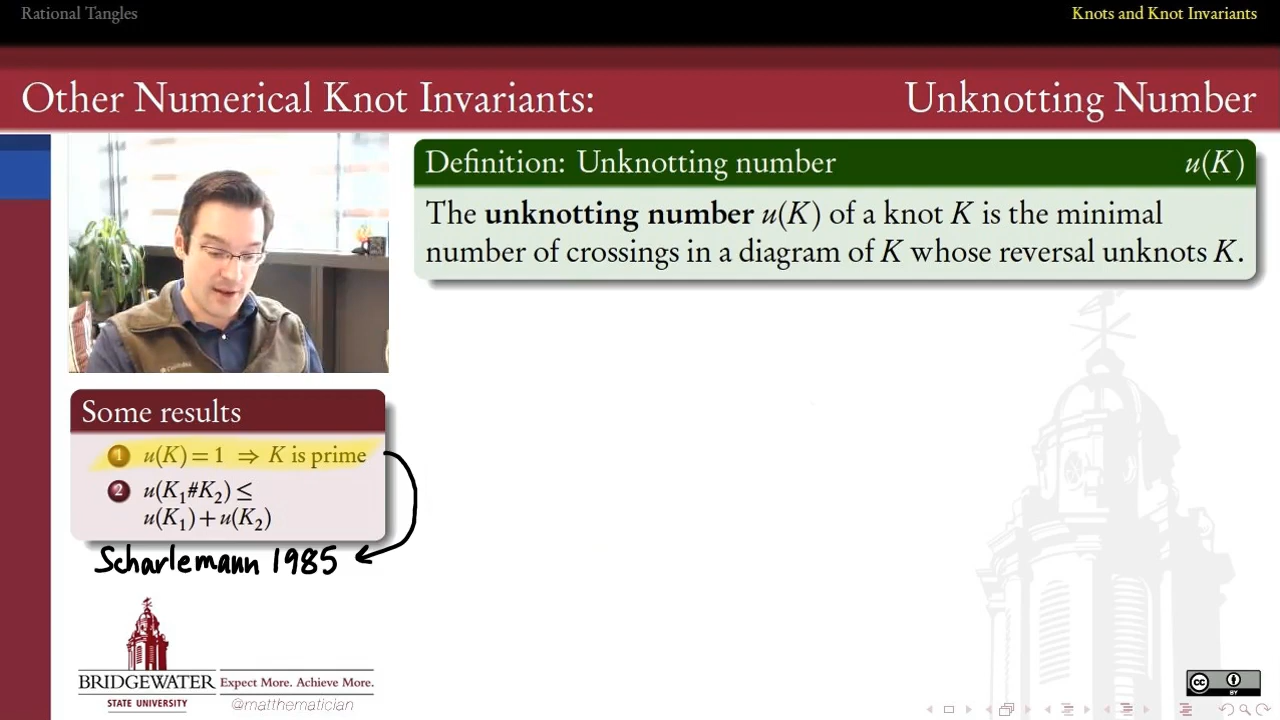 Rational Tangles
Knots and Knot Invariants
Other Numerical Knot Invariants:
Unknotting Number
Definition: Unknotting number
u(K)
The unknotting number u(K) of a knot K is the minimal
number of crossings in a diagram of K whose reversal unknots K.
Some results
1 u(K) = 1 ⇒ K is prime
2 u(K₁#K₂) ≤
u(K₁) + u(K₂)
Scharlemann 1985
BRIDGEWATER
STATE UNIVERSITY
Expect More. Achieve More.
@matthematician
cc
BY